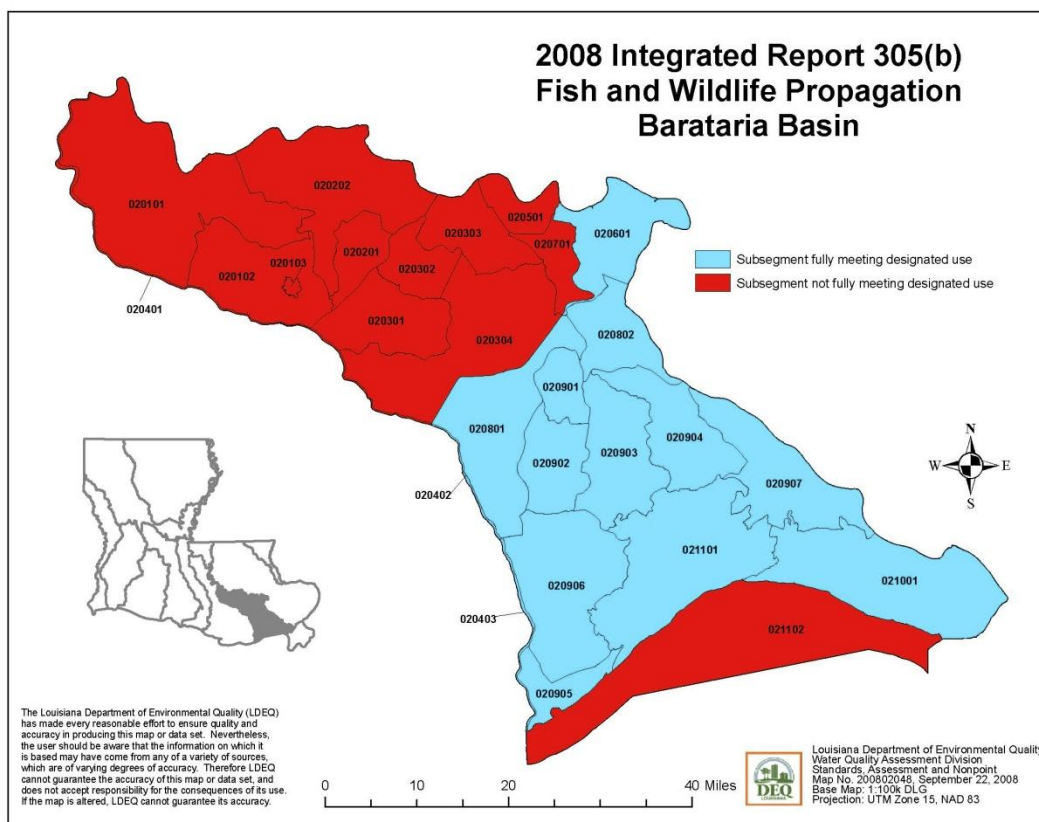 2008 Integrated Report 305(b)
Fish and Wildlife Propagation
Barataria Basin
020202
020101
020501
020303
020601
020701
020201
020103
020302
020102
Subsegment fully meeting designated use
Subsegment not fully meeting designated use
020401
020301
020304
020802
020901
020801
020904
020903
020902
N
W
E
S
020402
020907
021101
021001
020906
020403
021102
020905
The Louisiana Department of Environmental Quality (LDEQ)
has made every reasonable effort to ensure quality and
accuracy in producing this map or data set. Nevertheless,
the user should be aware that the information on which it
is based may have come from any of a variety of sources,
which are of varying degrees of accuracy. Therefore LDEQ
cannot guarantee the accuracy of this map or data set, and
does not accept responsibility for the consequences of its use.
If the map is altered, LDEQ cannot guarantee its accuracy.
0 22 40 Miles
DEQ
LOUISIANA
Louisiana Department of Environmental Quality
Water Quality Assessment Division
Standards, Assessment and Nonpoint
Map No. 200802048, September 22, 2008
Base Map: 1:100k DLG
Projection: UTM Zone 15, NAD 83